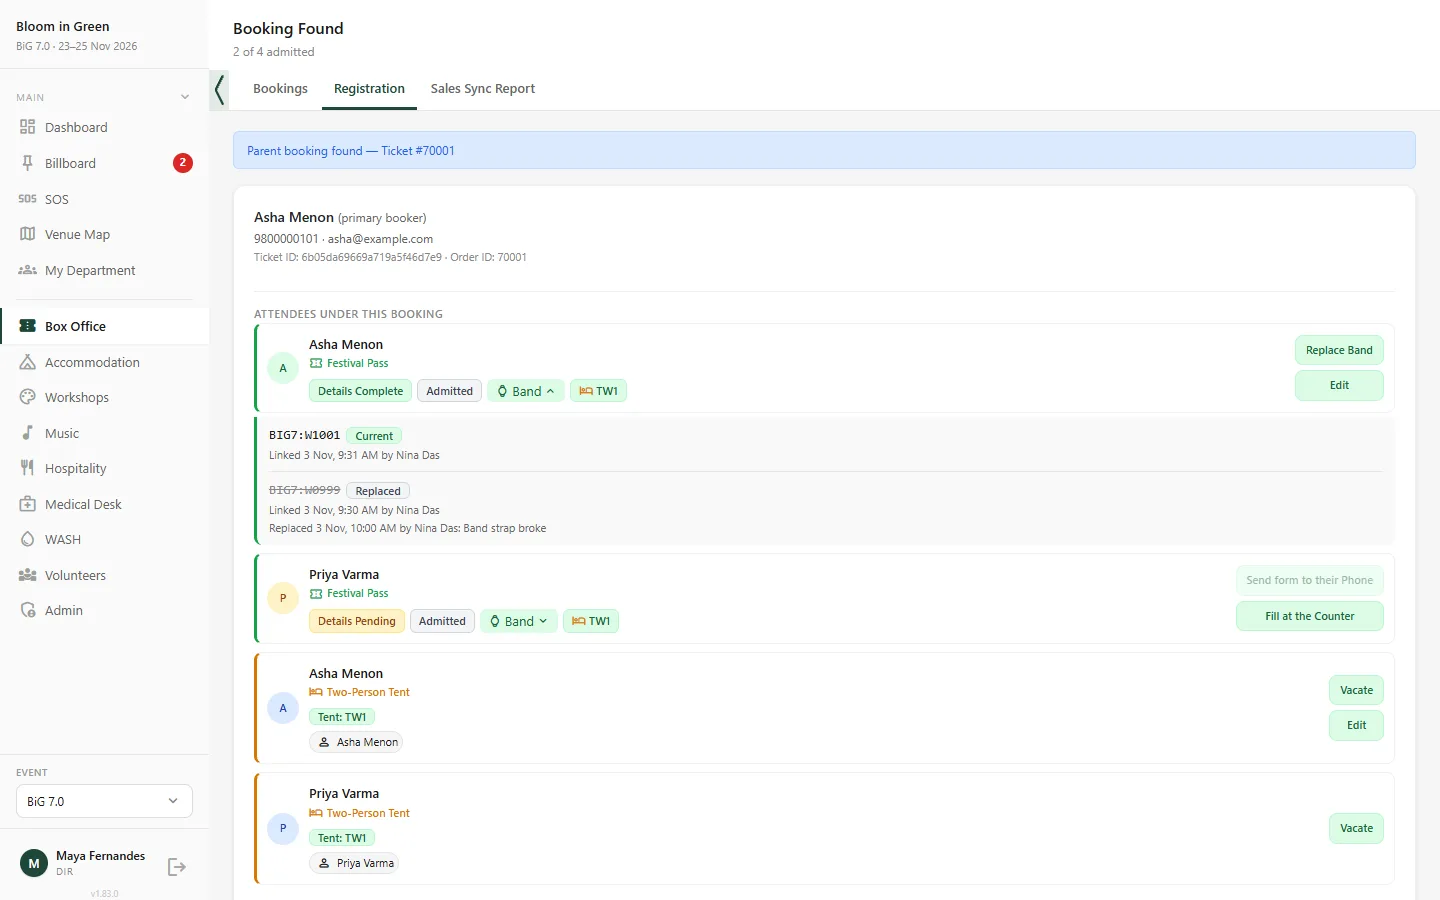 Bloom in Green
BiG 7.0 · 23–25 Nov 2026
MAIN
Dashboard
Billboard
2
SOS
SOS
Venue Map
My Department
Box Office
Accommodation
Workshops
Music
Hospitality
Medical Desk
WASH
Volunteers
Admin
EVENT
BiG 7.0
M
Maya Fernandes
DIR
v1.83.0
Booking Found
2 of 4 admitted
Bookings
Registration
Sales Sync Report
Parent booking found — Ticket #70001
Asha Menon (primary booker)
9800000101 · asha@example.com
Ticket ID: 6b05da69669a719a5f46d7e9 · Order ID: 70001
ATTENDEES UNDER THIS BOOKING
A
Asha Menon
Festival Pass
Details Complete
Admitted
Band
TW1
Replace Band
Edit
BIG7:W1001 Current
Linked 3 Nov, 9:31 AM by Nina Das
BIG7:W0999 Replaced
Linked 3 Nov, 9:30 AM by Nina Das
Replaced 3 Nov, 10:00 AM by Nina Das: Band strap broke
P
Priya Varma
Festival Pass
Details Pending
Admitted
Band
TW1
Send form to their Phone
Fill at the Counter
A
Asha Menon
Two-Person Tent
Tent: TW1
Asha Menon
Vacate
Edit
P
Priya Varma
Two-Person Tent
Tent: TW1
Priya Varma
Vacate